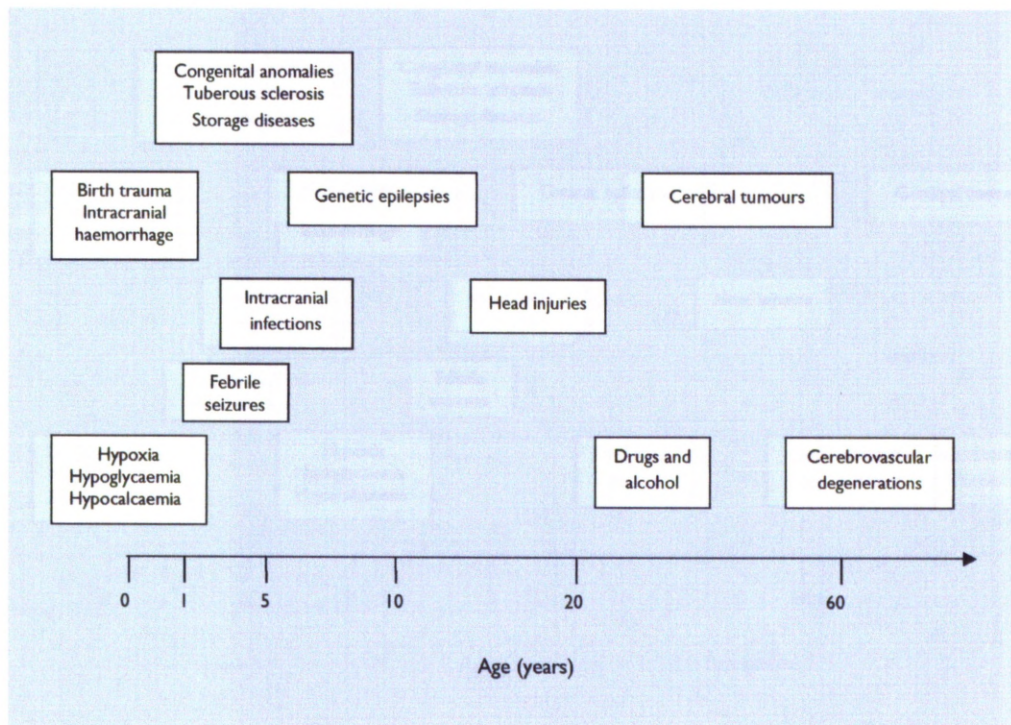 Congenital anomalies
Tuberous sclerosis
Storage diseases
Birth trauma
Intracranial
haemorrhage
Genetic epilepsies
Cerebral tumours
Intracranial
infections
Head injuries
Febrile
seizures
Hypoxia
Hypoglycaemia
Hypocalcaemia
Drugs and
alcohol
Cerebrovascular
degenerations
0 1 5 10 20 60
Age (years)